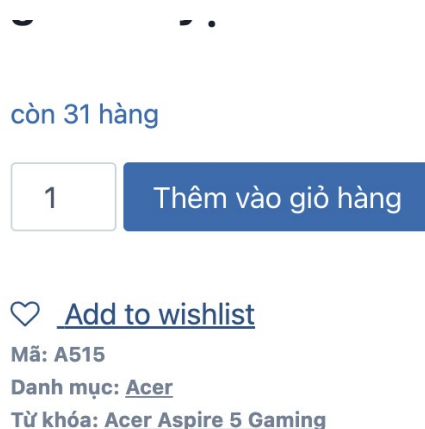 còn 31 hàng
1
Thêm vào giỏ hàng
Add to wishlist
Mã: A515
Danh mục: Acer
Từ khóa: Acer Aspire 5 Gaming